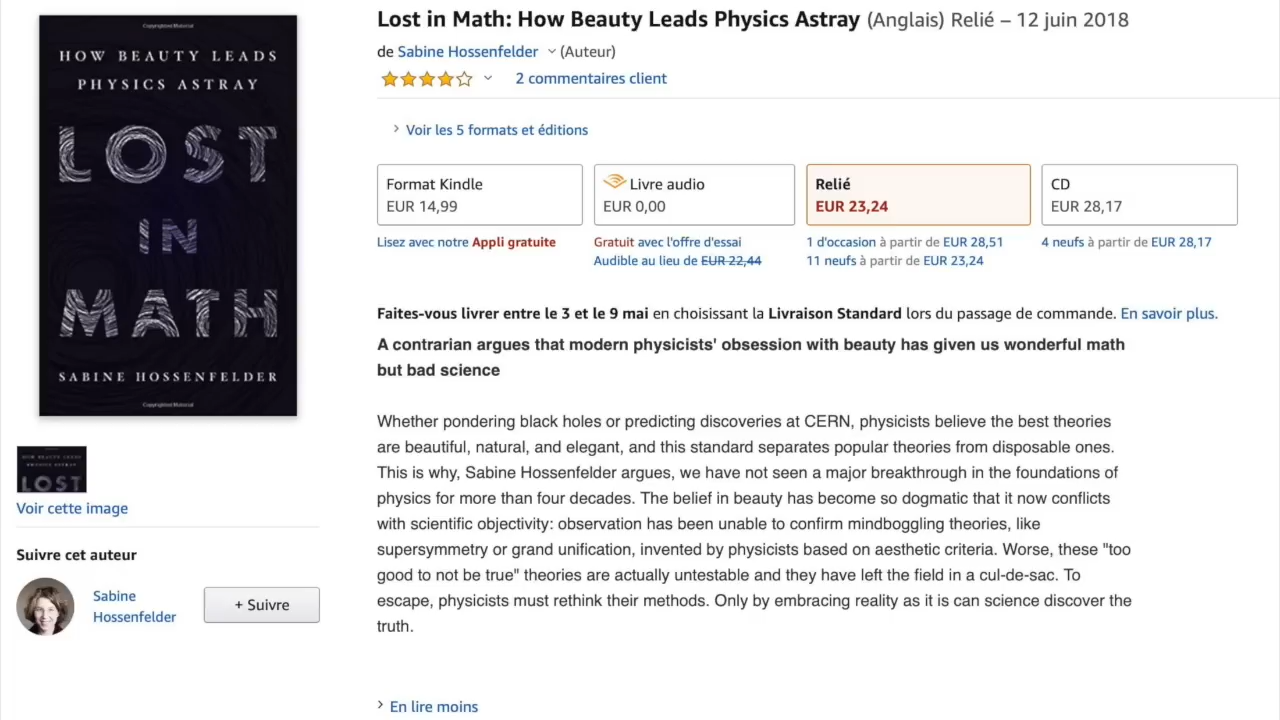 Copyrighted Material
HOW BEAUTY LEADS
PHYSICS ASTRAY
LOST
IN
MATH
SABINE HOSSENFELDER
Copyrighted Material
HOW BEAUTY LEADS
PHYSICS ASTRAY
LOST
Voir cette image
Suivre cet auteur
Sabine
Hossenfelder
+ Suivre
Lost in Math: How Beauty Leads Physics Astray (Anglais) Relié – 12 juin 2018
de Sabine Hossenfelder (Auteur)
2 commentaires client
Voir les 5 formats et éditions
Format Kindle
EUR 14,99
Lisez avec notre Appli gratuite
Livre audio
EUR 0,00
Gratuit avec l'offre d'essai
Audible au lieu de EUR 22,44
Relié
EUR 23,24
1 d'occasion à partir de EUR 28,51
11 neufs à partir de EUR 23,24
CD
EUR 28,17
4 neufs à partir de EUR 28,17
Faites-vous livrer entre le 3 et le 9 mai en choisissant la Livraison Standard lors du passage de commande. En savoir plus.
A contrarian argues that modern physicists' obsession with beauty has given us wonderful math
but bad science
Whether pondering black holes or predicting discoveries at CERN, physicists believe the best theories
are beautiful, natural, and elegant, and this standard separates popular theories from disposable ones.
This is why, Sabine Hossenfelder argues, we have not seen a major breakthrough in the foundations of
physics for more than four decades. The belief in beauty has become so dogmatic that it now conflicts
with scientific objectivity: observation has been unable to confirm mindboggling theories, like
supersymmetry or grand unification, invented by physicists based on aesthetic criteria. Worse, these "too
good to not be true" theories are actually untestable and they have left the field in a cul-de-sac. To
escape, physicists must rethink their methods. Only by embracing reality as it is can science discover the
truth.
En lire moins